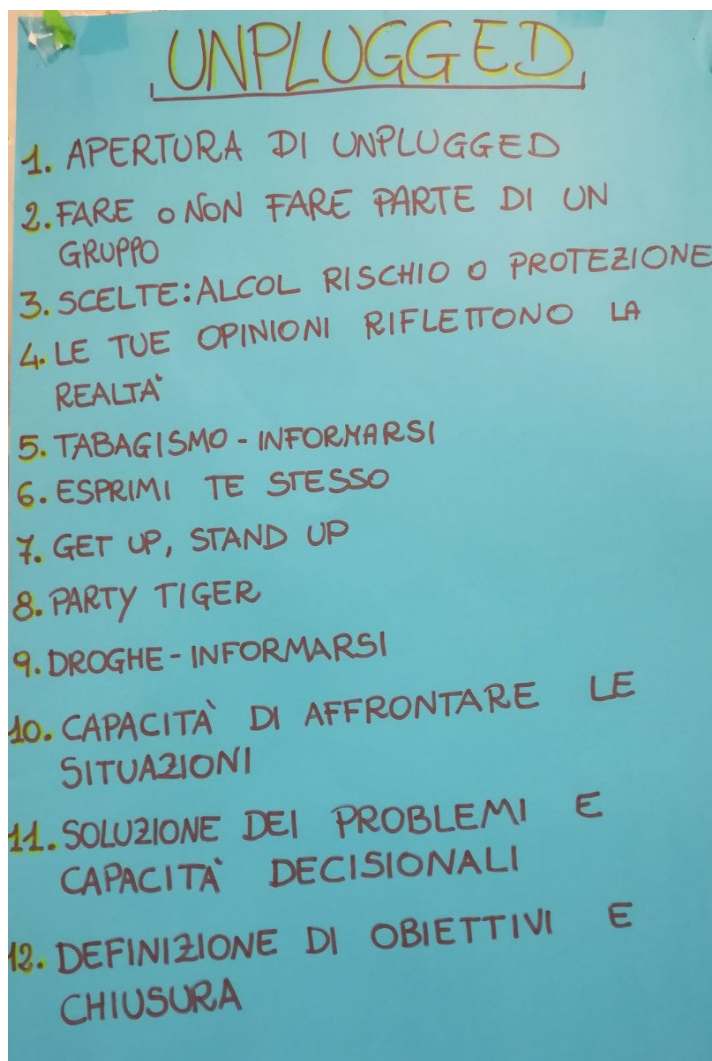 UNPLUGGED
1. APERTURA DI UNPLUGGED
2. FARE O NON FARE PARTE DI UN
GRUPPO
3. SCELTE: ALCOL RISCHIO O PROTEZIONE
4. LE TUE OPINIONI RIFLETTONO LA
REALTA'
5. TABAGISMO - INFORMARSI
6. ESPRIMI TE STESSO
7. GET UP, STAND UP
8. PARTY TIGER
9. DROGHE - INFORMARSI
10. CAPACITÀ DI AFFRONTARE LE
SITUAZIONI
11. SOLUZIONE DEI PROBLEMI E
CAPACITÀ DECISIONALI
12. DEFINIZIONE DI OBIETTIVI E
CHIUSURA